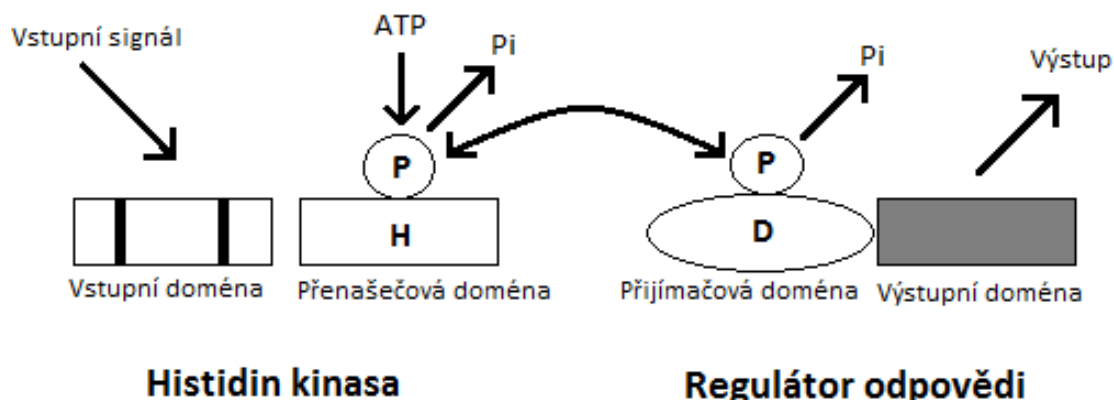 Vstupní signál
ATP
Pi
Pi
Výstup
P
P
H
D
Vstupní doména
Přenašečová doména
Přijímačová doména
Výstupní doména
Histidin kinasa
Regulátor odpovědi